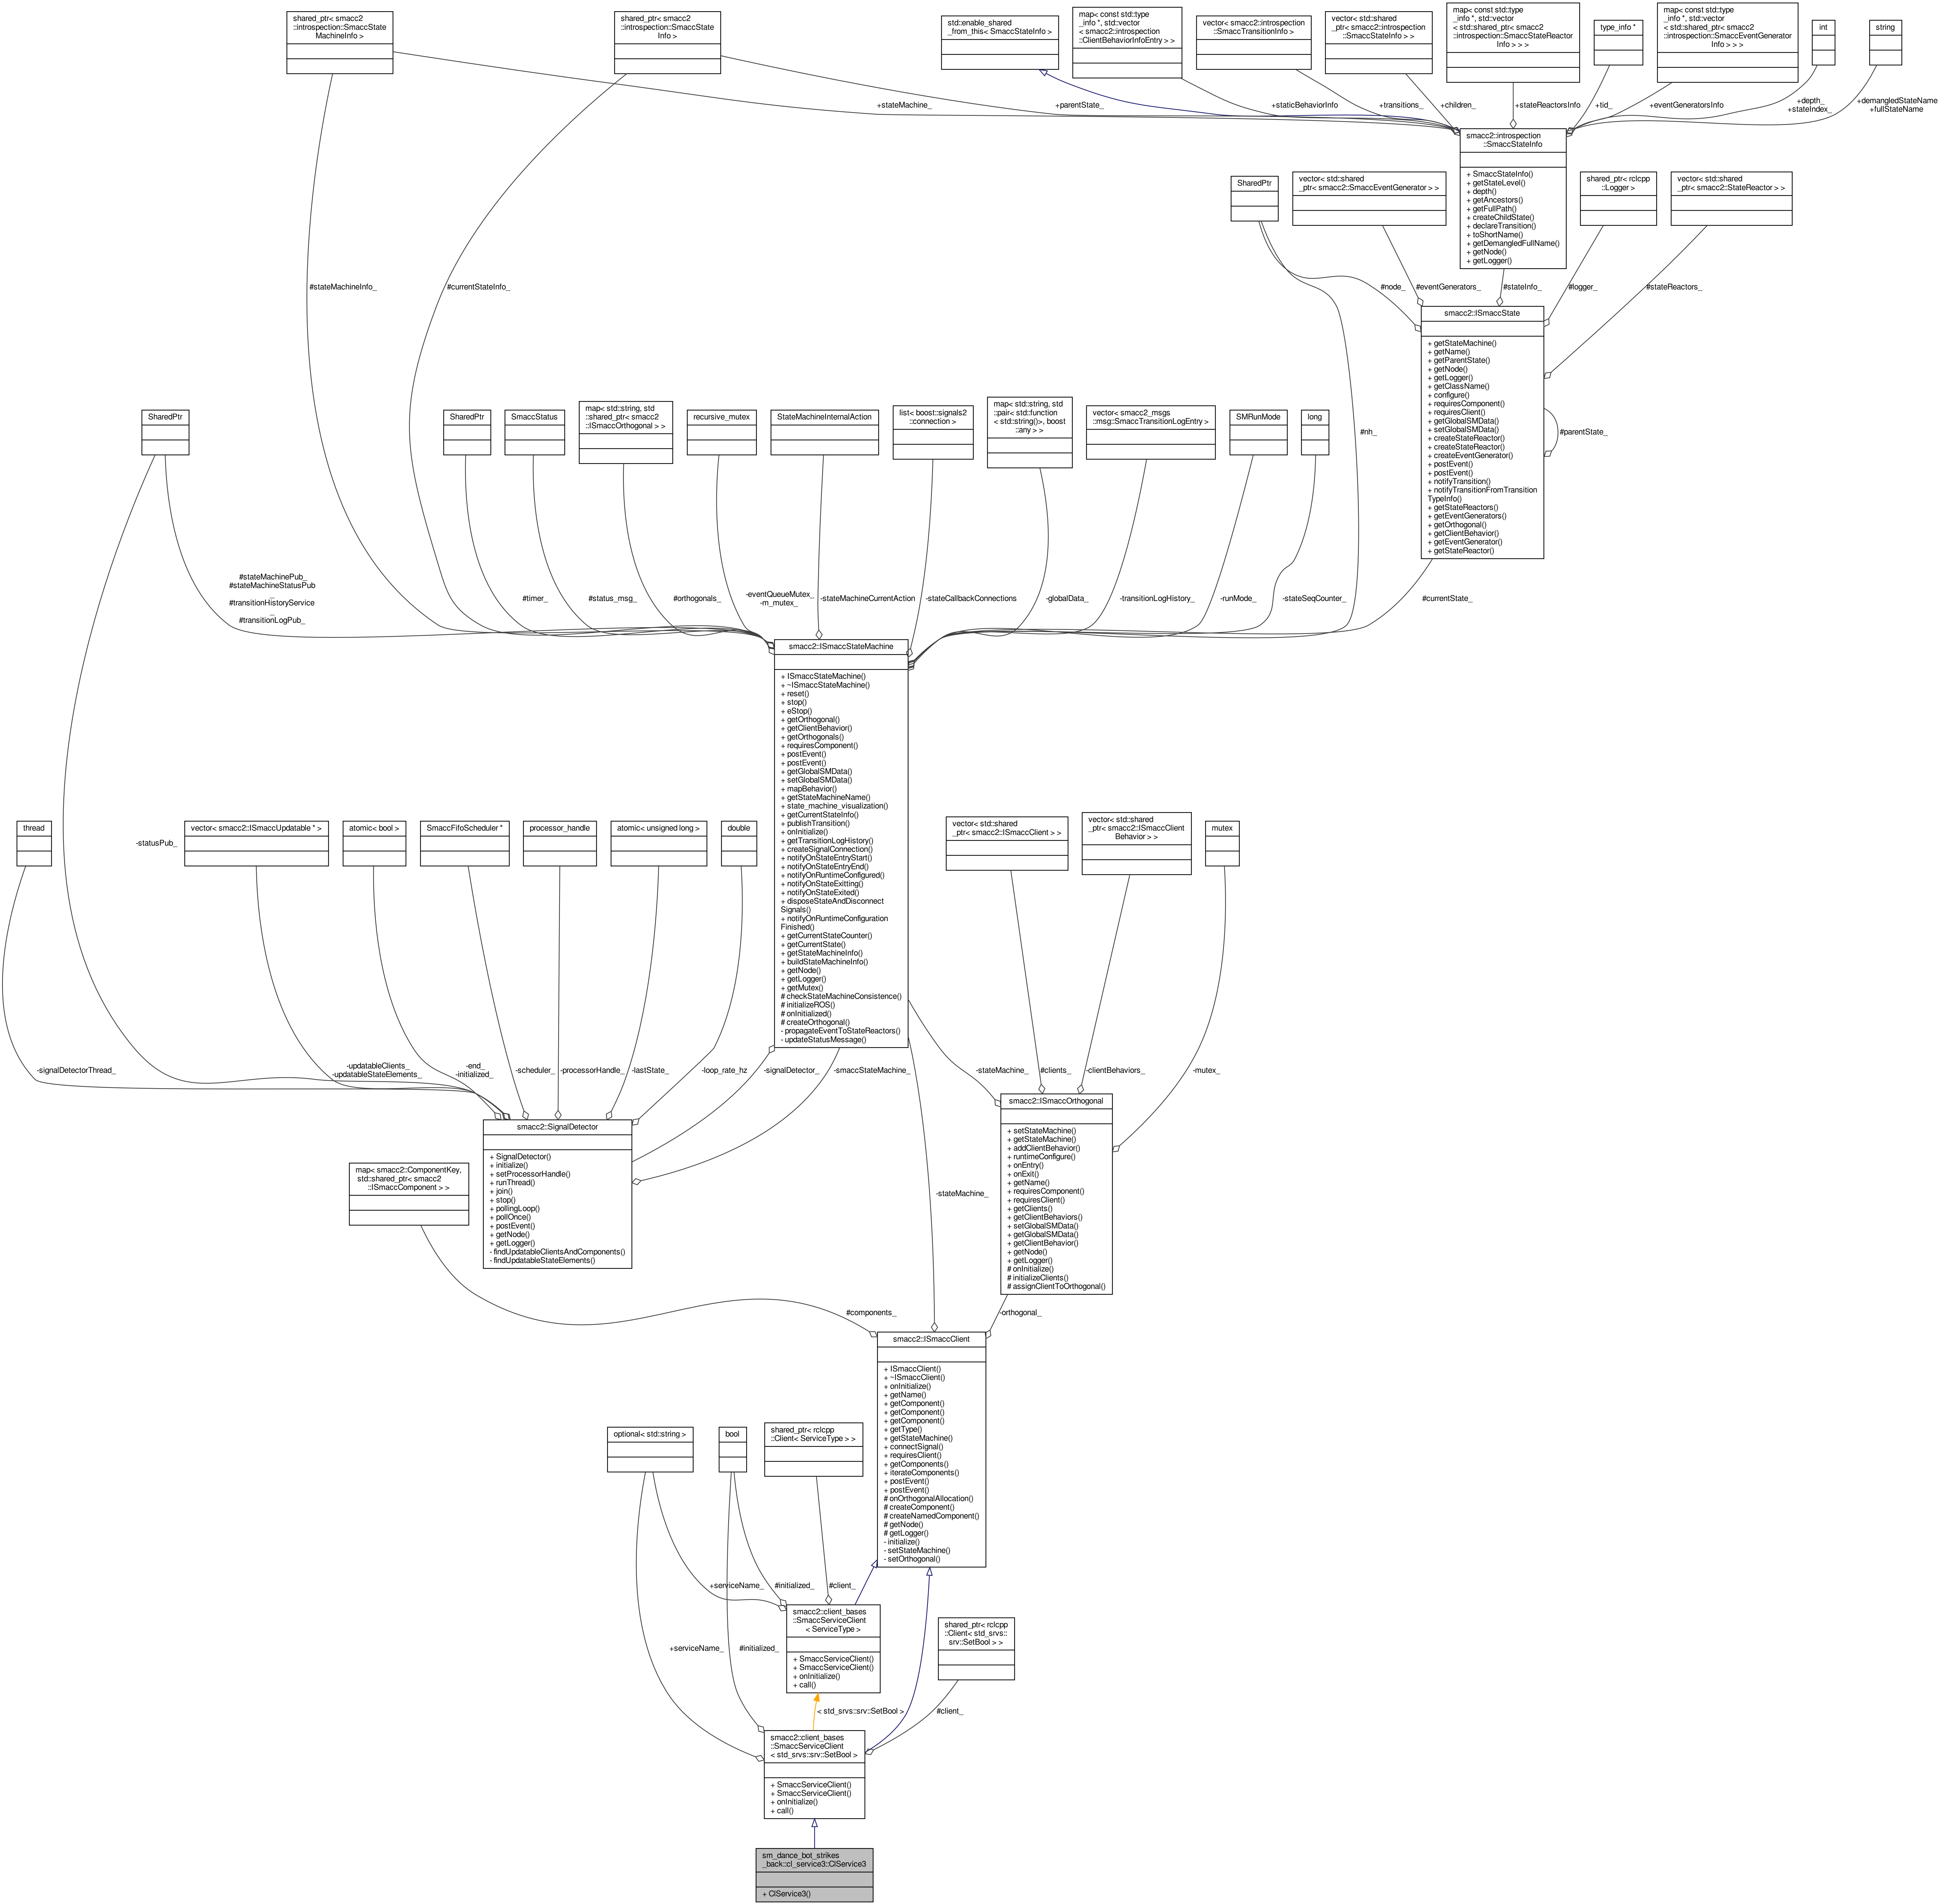 shared_ptr< smacc2
::introspection::SmaccState
MachineInfo >
shared_ptr< smacc2
::introspection::SmaccState
Info >
std::enable_shared
_from_this< SmaccStateInfo >
map< const std::type
_info *, std::vector
< smacc2::introspection
::ClientBehaviorInfoEntry > >
vector< smacc2::introspection
::SmaccTransitionInfo >
vector< std::shared
_ptr< smacc2::introspection
::SmaccStateInfo > >
map< const std::type
_info *, std::vector
< std::shared_ptr< smacc2
::introspection::SmaccStateReactor
Info > > >
type_info *
map< const std::type
_info *, std::vector
< std::shared_ptr< smacc2
::introspection::SmaccEventGenerator
Info > > >
int
string
+stateMachine_
+parentState_
+staticBehaviorInfo
+transitions_
+children_
+stateReactorsInfo
+tid_
+eventGeneratorsInfo
+depth_
+stateIndex_
+demangledStateName
+fullStateName
smacc2::introspection
::SmaccStateInfo
+ SmaccStateInfo()
+ getStateLevel()
+ depth()
+ getAncestors()
+ getFullPath()
+ createChildState()
+ declareTransition()
+ toShortName()
+ getDemangledFullName()
+ getNode()
+ getLogger()
SharedPtr
vector< std::shared
_ptr< smacc2::SmaccEventGenerator > >
shared_ptr< rclcpp
::Logger >
vector< std::shared
_ptr< smacc2::StateReactor > >
#stateMachineInfo_
#currentStateInfo_
#node_
#eventGenerators_
#stateInfo_
#logger_
#stateReactors_
smacc2::ISmaccState
+ getStateMachine()
+ getName()
+ getParentState()
+ getNode()
+ getLogger()
+ getClassName()
+ configure()
+ requiresComponent()
+ requiresClient()
+ getGlobalSMData()
+ setGlobalSMData()
+ createStateReactor()
+ createStateReactor()
+ createEventGenerator()
+ postEvent()
+ postEvent()
+ notifyTransition()
+ notifyTransitionFromTransition
TypeInfo()
+ getStateReactors()
+ getEventGenerators()
+ getOrthogonal()
+ getClientBehavior()
+ getEventGenerator()
+ getStateReactor()
#parentState_
SharedPtr
SharedPtr
SmaccStatus
map< std::string, std
::shared_ptr< smacc2
::ISmaccOrthogonal > >
recursive_mutex
StateMachineInternalAction
list< boost::signals2
::connection >
map< std::string, std
::pair< std::function
< std::string()>, boost
::any > >
vector< smacc2_msgs
::msg::SmaccTransitionLogEntry >
SMRunMode
long
#nh_
#stateMachinePub_
#stateMachineStatusPub
_
#transitionHistoryService
_
#transitionLogPub_
#timer_
#status_msg_
#orthogonals_
-eventQueueMutex_
-m_mutex_
-stateMachineCurrentAction
-stateCallbackConnections
-globalData_
-transitionLogHistory_
-runMode_
-stateSeqCounter_
#currentState_
smacc2::ISmaccStateMachine
+ ISmaccStateMachine()
+ ~ISmaccStateMachine()
+ reset()
+ stop()
+ eStop()
+ getOrthogonal()
+ getClientBehavior()
+ getOrthogonals()
+ requiresComponent()
+ postEvent()
+ postEvent()
+ getGlobalSMData()
+ setGlobalSMData()
+ mapBehavior()
+ getStateMachineName()
+ state_machine_visualization()
+ getCurrentStateInfo()
+ publishTransition()
+ onInitialize()
+ getTransitionLogHistory()
+ createSignalConnection()
+ notifyOnStateEntryStart()
+ notifyOnStateEntryEnd()
+ notifyOnRuntimeConfigured()
+ notifyOnStateExitting()
+ notifyOnStateExited()
+ disposeStateAndDisconnect
Signals()
+ notifyOnRuntimeConfiguration
Finished()
+ getCurrentStateCounter()
+ getCurrentState()
+ getStateMachineInfo()
+ buildStateMachineInfo()
+ getNode()
+ getLogger()
+ getMutex()
# checkStateMachineConsistence()
# initializeROS()
# onInitialized()
# createOrthogonal()
- propagateEventToStateReactors()
- updateStatusMessage()
thread
-statusPub_
vector< smacc2::ISmaccUpdatable * >
atomic< bool >
SmaccFifoScheduler *
processor_handle
atomic< unsigned long >
double
vector< std::shared
_ptr< smacc2::ISmaccClient > >
vector< std::shared
_ptr< smacc2::ISmaccClient
Behavior > >
mutex
-signalDetectorThread_
-updatableClients_
-updatableStateElements_
-end_
-initialized_
-scheduler_
-processorHandle_
-lastState_
-loop_rate_hz
-signalDetector_
-smaccStateMachine_
-stateMachine_
#clients_
-clientBehaviors_
-mutex_
smacc2::SignalDetector
+ SignalDetector()
+ initialize()
+ setProcessorHandle()
+ runThread()
+ join()
+ stop()
+ pollingLoop()
+ pollOnce()
+ postEvent()
+ getNode()
+ getLogger()
- findUpdatableClientsAndComponents()
- findUpdatableStateElements()
smacc2::ISmaccOrthogonal
+ setStateMachine()
+ getStateMachine()
+ addClientBehavior()
+ runtimeConfigure()
+ onEntry()
+ onExit()
+ getName()
+ requiresComponent()
+ requiresClient()
+ getClients()
+ getClientBehaviors()
+ setGlobalSMData()
+ getGlobalSMData()
+ getClientBehavior()
+ getNode()
+ getLogger()
# onInitialize()
# initializeClients()
# assignClientToOrthogonal()
map< smacc2::ComponentKey,
std::shared_ptr< smacc2
::ISmaccComponent > >
-stateMachine_
#components_
-orthogonal_
smacc2::ISmaccClient
+ ISmaccClient()
+ ~ISmaccClient()
+ onInitialize()
+ getName()
+ getComponent()
+ getComponent()
+ getComponent()
+ getType()
+ getStateMachine()
+ connectSignal()
+ requiresClient()
+ getComponents()
+ iterateComponents()
+ postEvent()
+ postEvent()
# onOrthogonalAllocation()
# createComponent()
# createNamedComponent()
# getNode()
# getLogger()
- initialize()
- setStateMachine()
- setOrthogonal()
optional< std::string >
bool
shared_ptr< rclcpp
::Client< ServiceType > >
+serviceName_
#initialized_
#client_
smacc2::client_bases
::SmaccServiceClient
< ServiceType >
+ SmaccServiceClient()
+ SmaccServiceClient()
+ onInitialize()
+ call()
shared_ptr< rclcpp
::Client< std_srvs::
srv::SetBool > >
+serviceName_
#initialized_
< std_srvs::srv::SetBool >
#client_
smacc2::client_bases
::SmaccServiceClient
< std_srvs::srv::SetBool >
+ SmaccServiceClient()
+ SmaccServiceClient()
+ onInitialize()
+ call()
sm_dance_bot_strikes
_back::cl_service3::ClService3
+ ClService3()